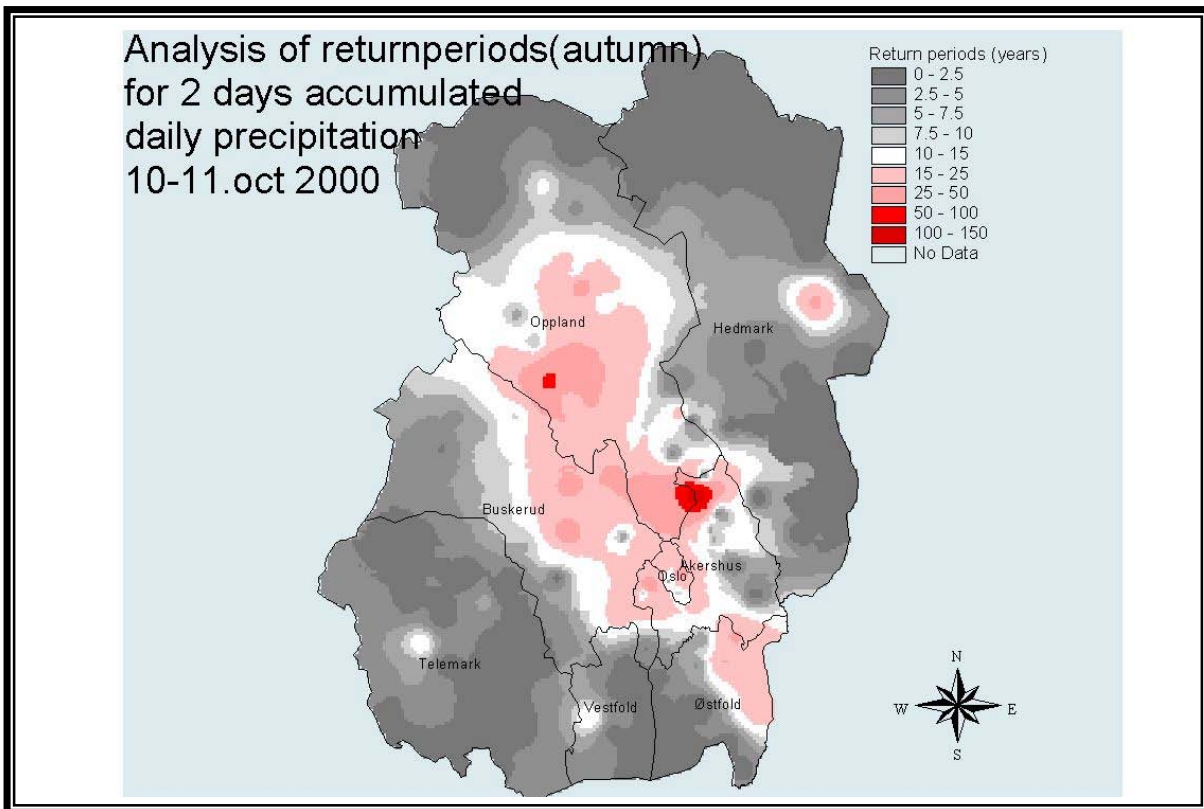 Analysis of returnperiods(autumn)
for 2 days accumulated
daily precipitation
10-11.oct 2000
Return periods (years)
0 - 2.5
2.5 - 5
5 - 7.5
7.5 - 10
10 - 15
15 - 25
25 - 50
50 - 100
100 - 150
No Data
Oppland
Hedmark
Buskerud
Akershus
Oslo
Telemark
Vestfold
Østfold
N
W
E
S